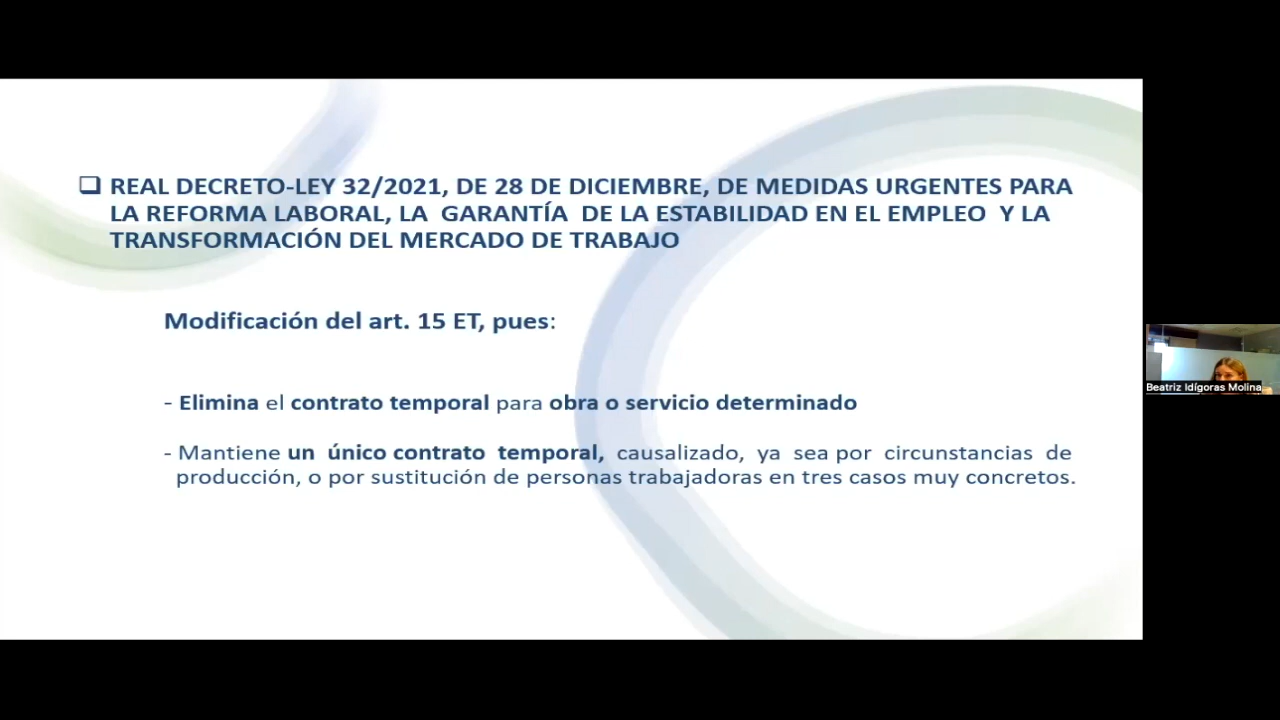 ❑ REAL DECRETO-LEY 32/2021, DE 28 DE DICIEMBRE, DE MEDIDAS URGENTES PARA
LA REFORMA LABORAL, LA GARANTÍA DE LA ESTABILIDAD EN EL EMPLEO Y LA
TRANSFORMACIÓN DEL MERCADO DE TRABAJO
Modificación del art. 15 ET, pues:
- Elimina el contrato temporal para obra o servicio determinado
- Mantiene un único contrato temporal, causalizado, ya sea por circunstancias de
producción, o por sustitución de personas trabajadoras en tres casos muy concretos.
Beatriz Idígoras Molina